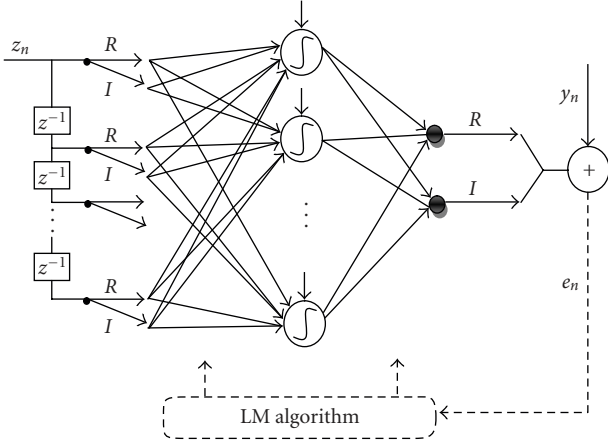 z_n
R
I
z^{-1}
R
I
z^{-1}
z^{-1}
R
I
R
I
y_n
+
e_n
LM algorithm